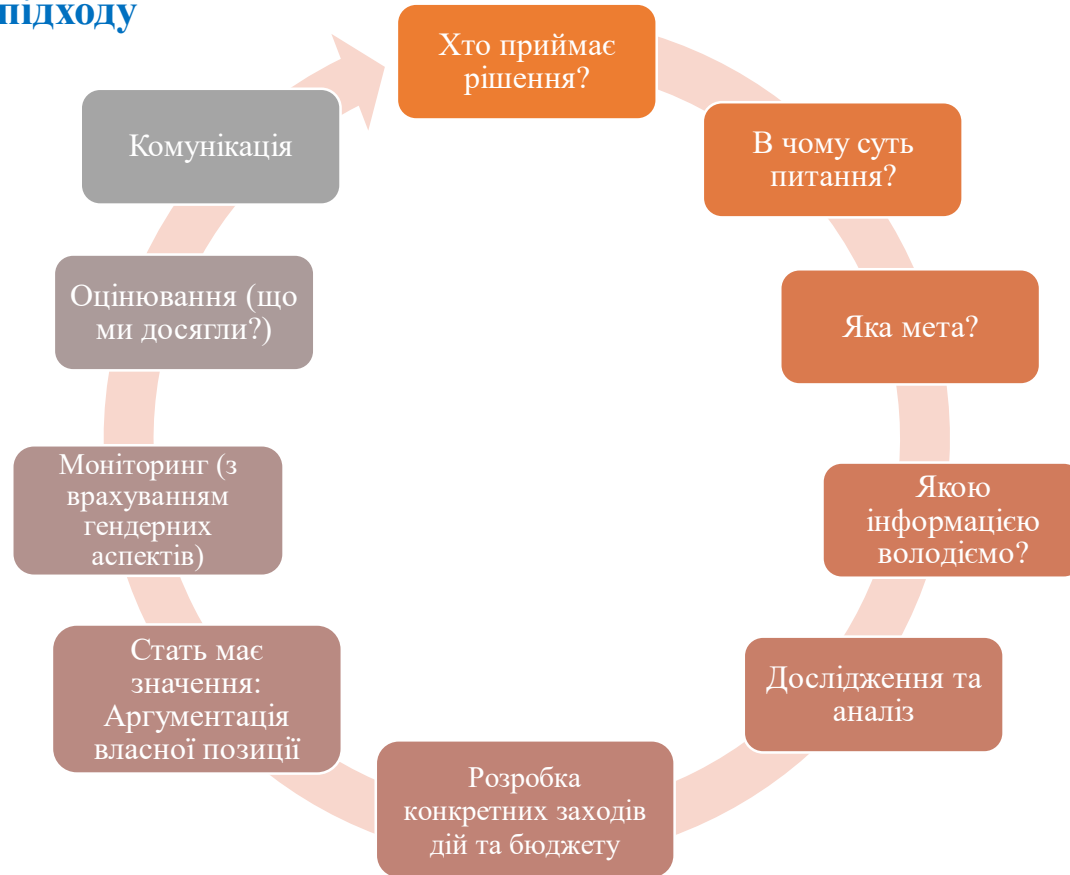 підходу
Хто приймає
рішення?
В чому суть
питання?
Яка мета?
Якою
інформацією
володіємо?
Дослідження та
аналіз
Розробка
конкретних заходів
дій та бюджету
Стать має
значення:
Аргументація
власної позиції
Моніторинг (з
врахуванням
гендерних
аспектів)
Оцінювання (що
ми досягли?)
Комунікація